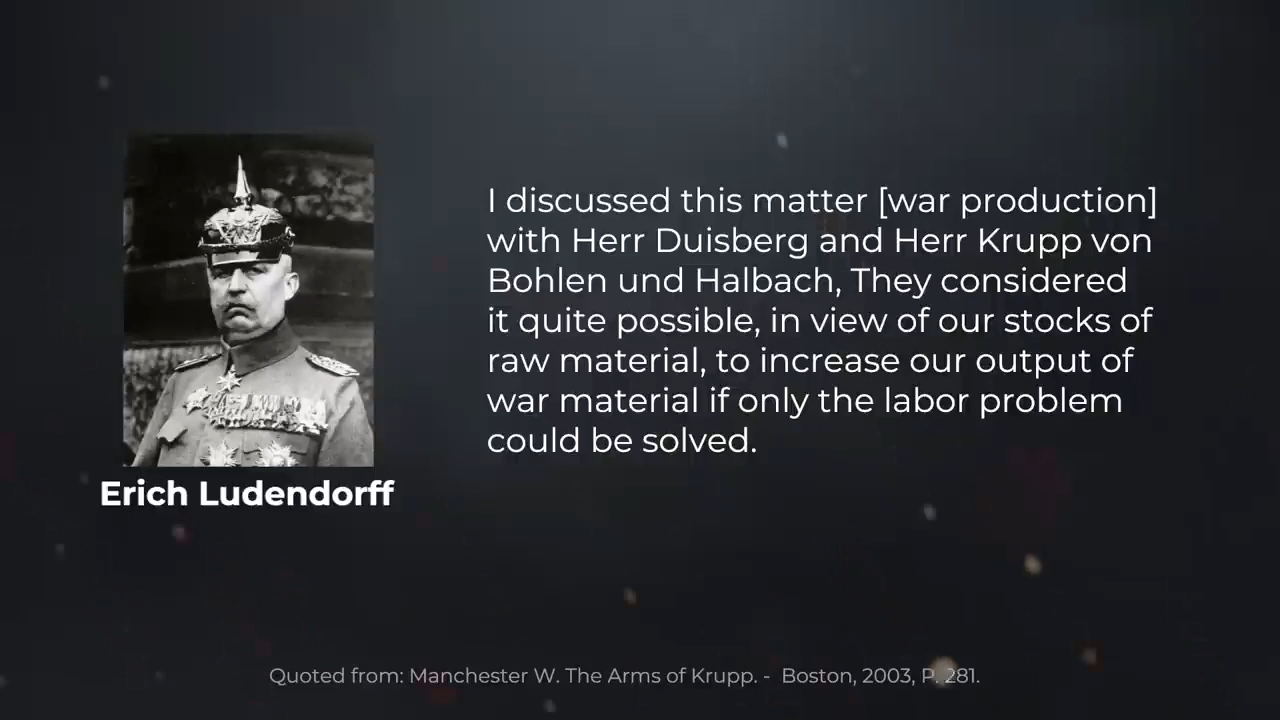 I discussed this matter [war production]
with Herr Duisberg and Herr Krupp von
Bohlen und Halbach, They considered
it quite possible, in view of our stocks of
raw material, to increase our output of
war material if only the labor problem
could be solved.
Erich Ludendorff
Quoted from: Manchester W. The Arms of Krupp. - Boston, 2003, P. 281.